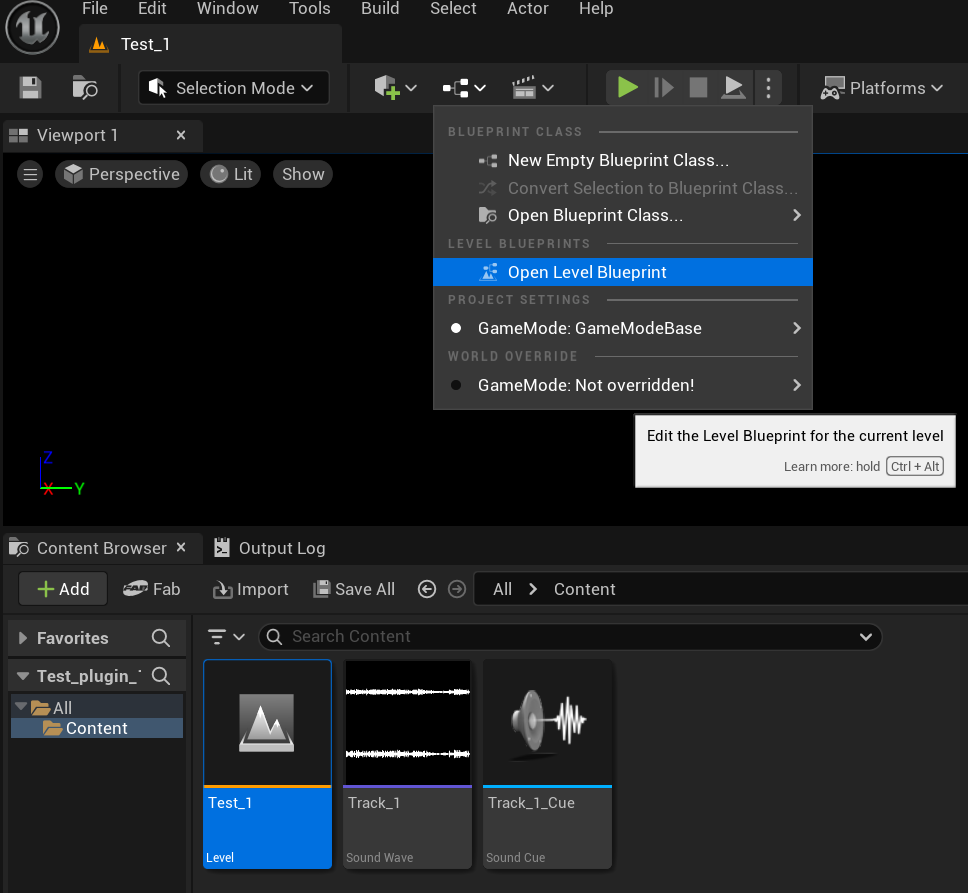 File Edit Window Tools Build Select Actor Help
Test_1
Selection Mode
Platforms
Viewport 1
Perspective Lit Show
BLUEPRINT CLASS
New Empty Blueprint Class...
Convert Selection to Blueprint Class...
Open Blueprint Class...
LEVEL BLUEPRINTS
Open Level Blueprint
PROJECT SETTINGS
GameMode: GameModeBase
WORLD OVERRIDE
GameMode: Not overridden!
Edit the Level Blueprint for the current level
Learn more: hold Ctrl + Alt
Z
X Y
Content Browser Output Log
Add Fab Import Save All All Content
Favorites
Search Content
Test_plugin_
All
Content
Test_1 Track_1 Track_1_Cue
Level Sound Wave Sound Cue